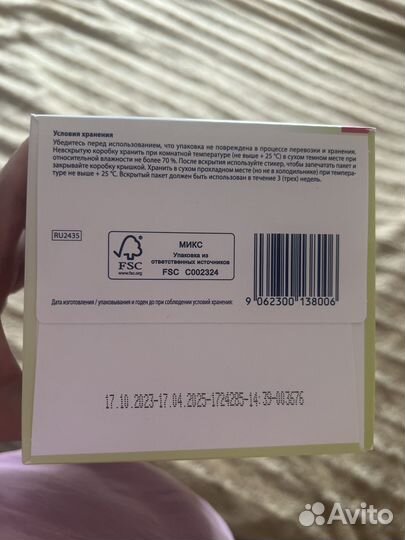 Условия хранения
Убедитесь перед использованием, что упаковка не повреждена в процессе перевозки и хранения.
Невскрытую коробку хранить при комнатной температуре (не выше + 25 °C) в сухом темном месте при
относительной влажности не более 70 %. После вскрытия используйте стикер, чтобы запечатать пакет и
закрывайте коробку крышкой. Хранить в сухом прохладном месте (но не в холодильнике) при темпера-
туре не выше + 25 °C. Вскрытый пакет должен быть использован в течение 3 (трех) недель.
RU2435
FSC
www.fsc.org
МИКС
Упаковка из
ответственных источников
FSC C002324
9 062300 138006
Дата изготовления / упаковывания и годен до при соблюдении условий хранения:
17.10.2023-17.04.2025-1724285-14:39-003676
Avito